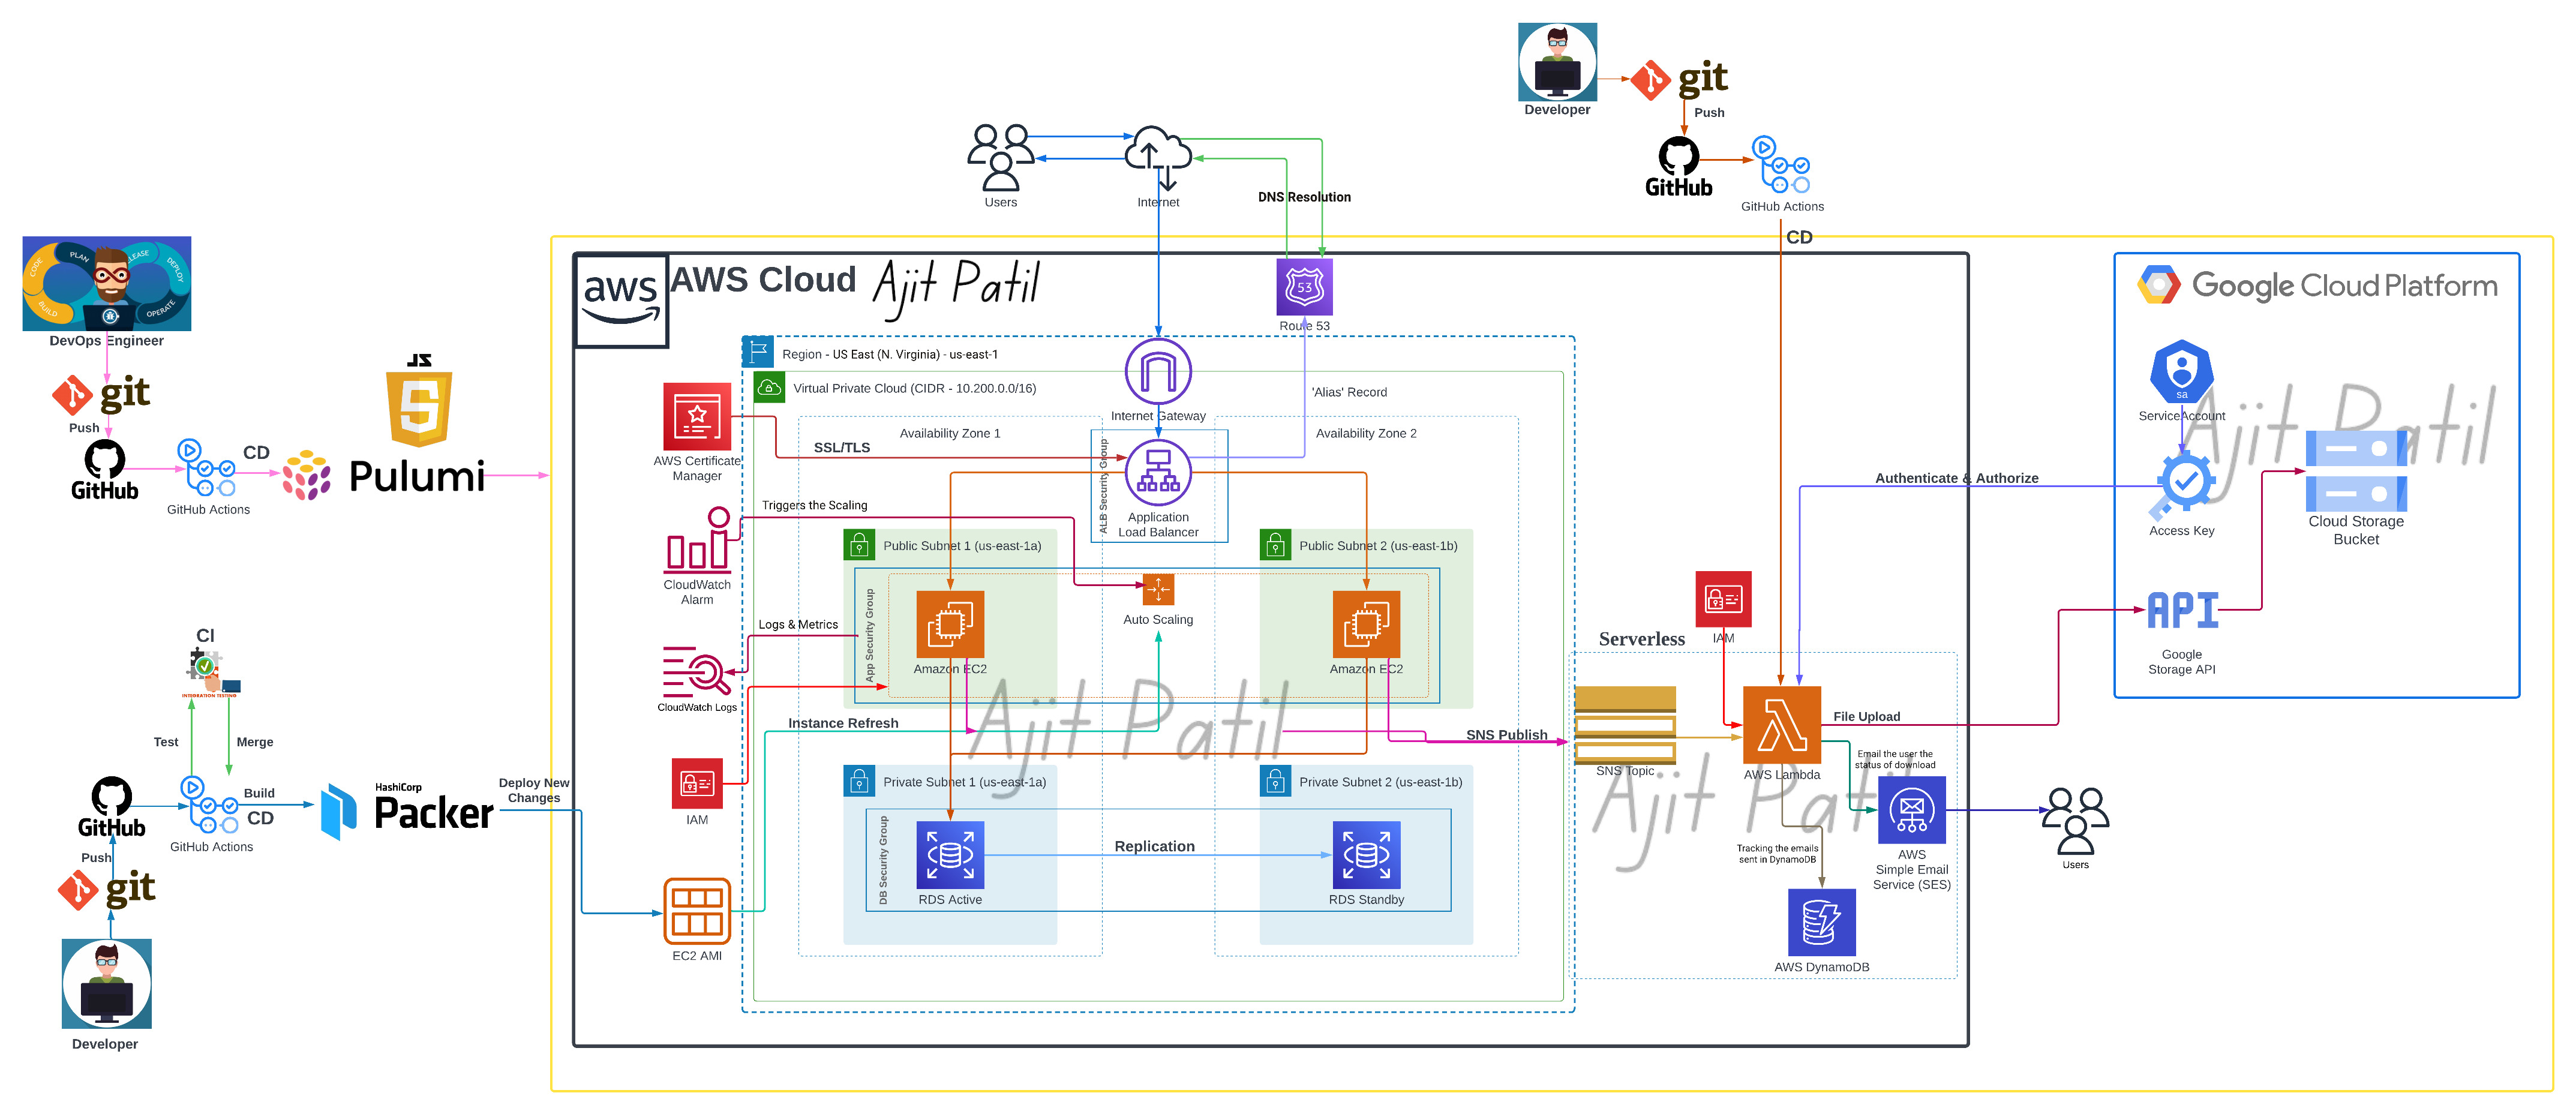 Developer
git
Push
GitHub
GitHub Actions
CD
Users
Internet
DNS Resolution
CODE
PLAN
LEASE
DEPLOY
BUILD
OPERATE
DevOps Engineer
git
Push
GitHub
GitHub Actions
CD
JS
Pulumi
aws
AWS Cloud
Ajit Patil
53
Route 53
Region - US East (N. Virginia) - us-east-1
Virtual Private Cloud (CIDR - 10.200.0.0/16)
Internet Gateway
'Alias' Record
Availability Zone 1
Availability Zone 2
AWS Certificate
Manager
SSL/TLS
ALB Security Group
Application
Load Balancer
Triggers the Scaling
CloudWatch
Alarm
Public Subnet 1 (us-east-1a)
Public Subnet 2 (us-east-1b)
App Security Group
Auto Scaling
Amazon EC2
Amazon EC2
Logs & Metrics
CloudWatch Logs
Instance Refresh
Ajit Patil
SNS Publish
IAM
Private Subnet 1 (us-east-1a)
Private Subnet 2 (us-east-1b)
DB Security Group
Replication
RDS Active
RDS Standby
EC2 AMI
CI
INTEGRATION TESTING
Test
Merge
GitHub
Build
CD
GitHub Actions
HashiCorp
Packer
Deploy New
Changes
Push
git
Developer
Serverless
IAM
SNS Topic
AWS Lambda
Ajit Patil
File Upload
Email the user the
status of download
Tracking the emails
sent in DynamoDB
AWS
Simple Email
Service (SES)
AWS DynamoDB
Users
Google Cloud Platform
sa
ServiceAccount
Ajit Patil
Authenticate & Authorize
Access Key
Cloud Storage
Bucket
API
Google
Storage API